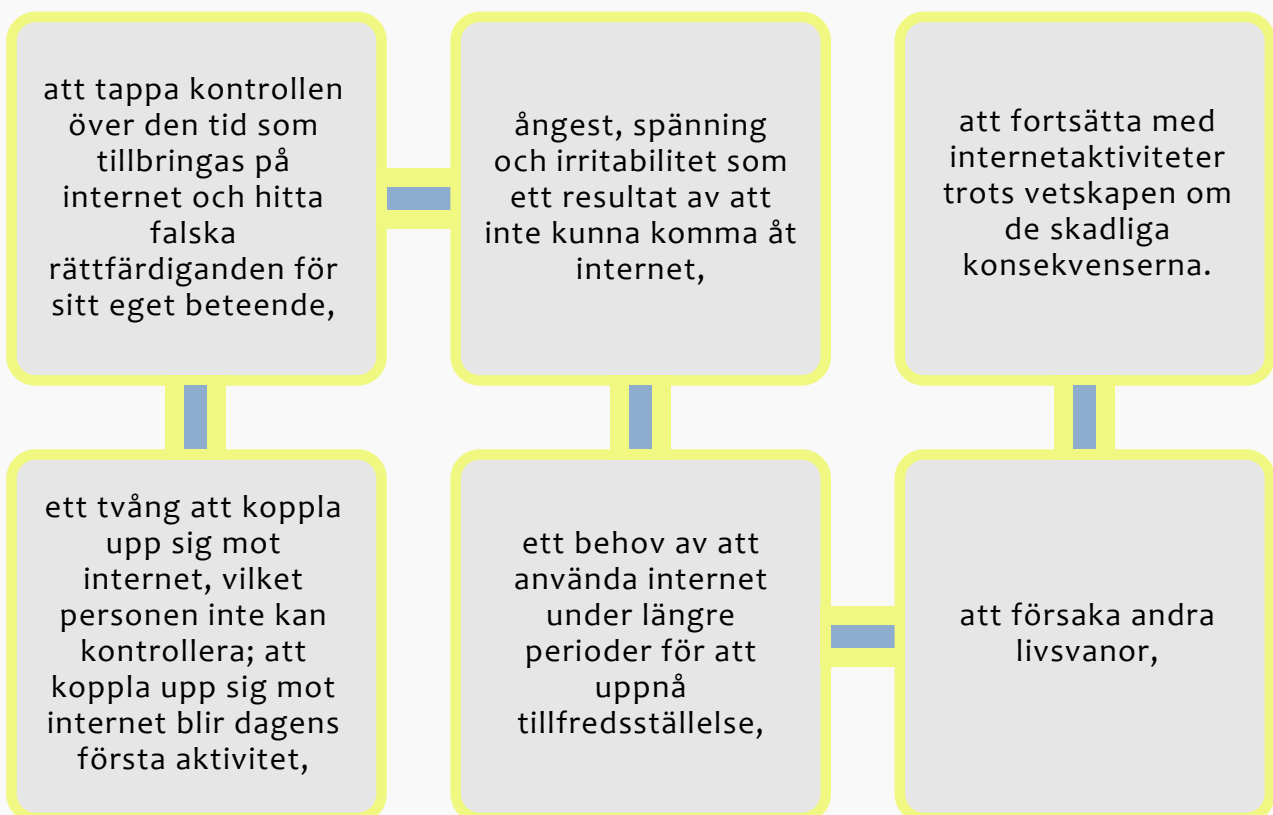 ett tvång att koppla
upp sig mot
internet, vilket
personen inte kan
kontrollera; att
koppla upp sig mot
internet blir dagens
första aktivitet,
att tappa kontrollen
över den tid som
tillbringas på
internet och hitta
falska
rättfärdiganden för
sitt eget beteende,
ångest, spänning
och irritabilitet som
ett resultat av att
inte kunna komma åt
internet,
ett behov av att
använda internet
under längre
perioder för att
uppnå
tillfredsställelse,
att försaka andra
livsvanor,
att fortsätta med
internetaktiviteter
trots vetskapen om
de skadliga
konsekvenserna.